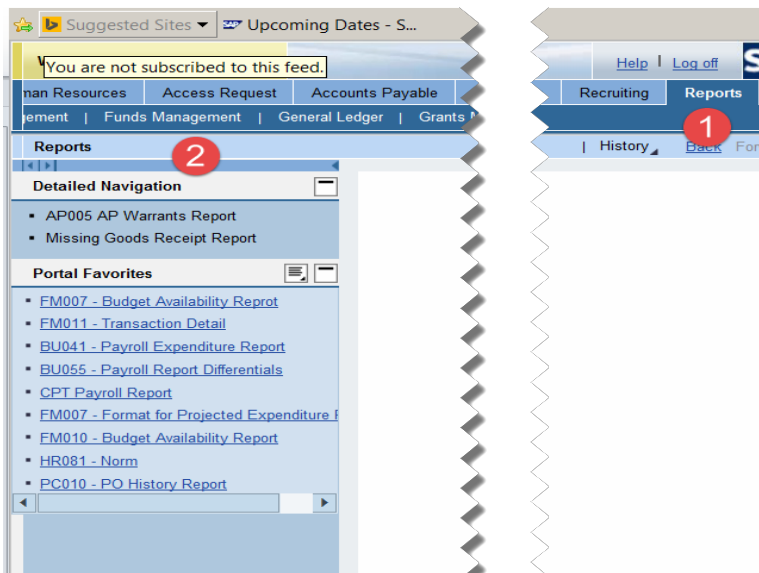 Suggested Sites Upcoming Dates - S...
You are not subscribed to this feed.
Help | Log off
man Resources Access Request Accounts Payable Recruiting Reports
gement | Funds Management | General Ledger | Grants M
1
Reports | History Back For
2
Detailed Navigation
AP005 AP Warrants Report
Missing Goods Receipt Report
Portal Favorites
FM007 - Budget Availability Reprot
FM011 - Transaction Detail
BU041 - Payroll Expenditure Report
BU055 - Payroll Report Differentials
CPT Payroll Report
FM007 - Format for Projected Expenditure
FM010 - Budget Availability Report
HR081 - Norm
PC010 - PO History Report